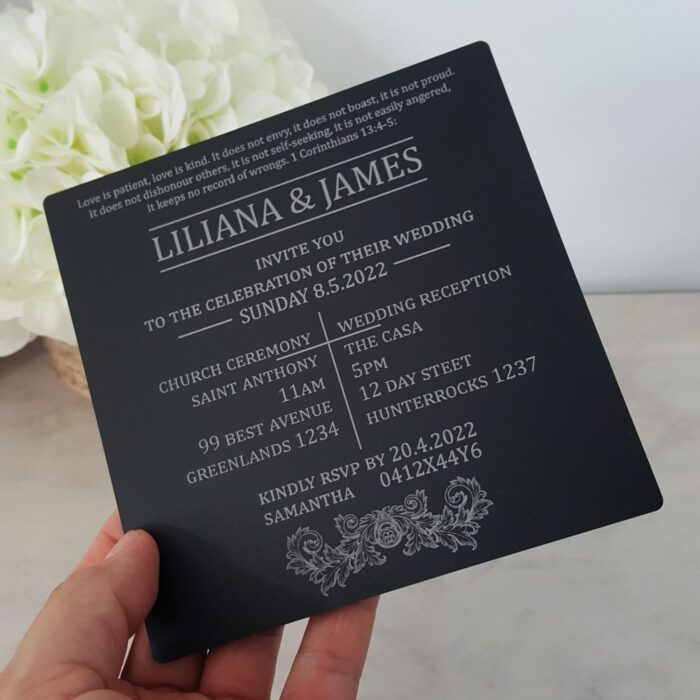 Love is patient, love is kind. It does not envy, it does not boast, it is not proud.
It does not dishonour others, it is not self-seeking, it is not easily angered,
it keeps no record of wrongs. 1 Corinthians 13:4-5:
LILIANA & JAMES
INVITE YOU
TO THE CELEBRATION OF THEIR WEDDING
SUNDAY 8.5.2022
CHURCH CEREMONY
SAINT ANTHONY
11AM
99 BEST AVENUE
GREENLANDS 1234
WEDDING RECEPTION
THE CASA
5PM
12 DAY STEET
HUNTERROCKS 1237
KINDLY RSVP BY 20.4.2022
SAMANTHA 0412X44Y6